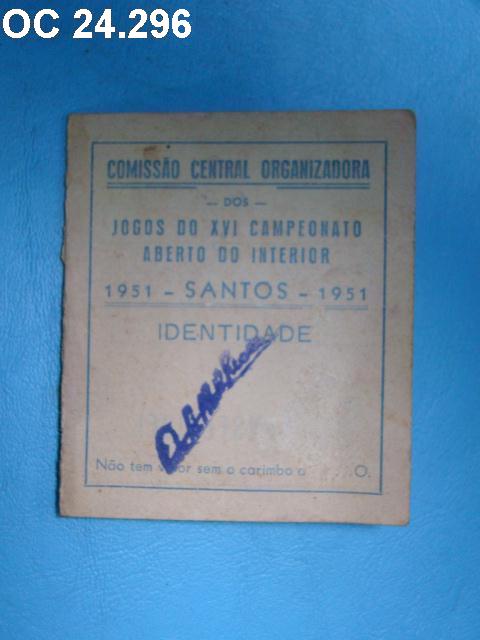 OC 24.296
COMISSÃO CENTRAL ORGANIZADORA
— DOS —
JOGOS DO XVI CAMPEONATO
ABERTO DO INTERIOR
1951 - SANTOS - 1951
IDENTIDADE
Não tem valor sem o carimbo a O.